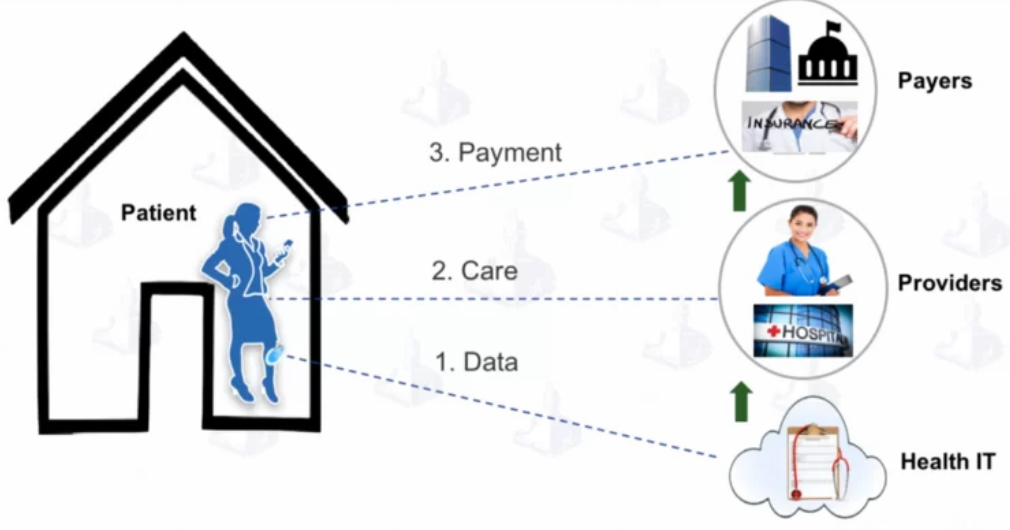 Payers
INSURANCE
3. Payment
Patient
2. Care
Providers
HOSPITAL
1. Data
Health IT